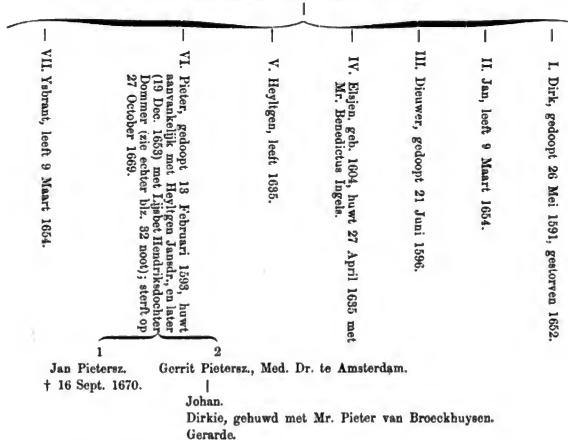 I. Dirk, gedoopt 26 Mei 1591, gestorven 1652.
II. Jan, leeft 9 Maart 1654.
III. Dieuwer, gedoopt 21 Juni 1596.
IV. Elsjen, geb. 1604, huwt 27 April 1635 met
Mr. Benedictus Ingels.
V. Heyltgen, leeft 1635.
VI. Pieter, gedoopt 13 Februari 1593, huwt
aanvankelijk met Heyltgen Jansdr., en later
(19 Dec. 1653) met Lijsbet Hendriksdochter
Dommer (zie echter blz. 32 noot); sterft op
27 October 1669.
VII. Ysbrant, leeft 9 Maart 1654.
1 2
Jan Pietersz. Gerrit Pietersz., Med. Dr. te Amsterdam.
† 16 Sept. 1670.
Johan.
Dirkie, gehuwd met Mr. Pieter van Broeckhuysen.
Gerarde.